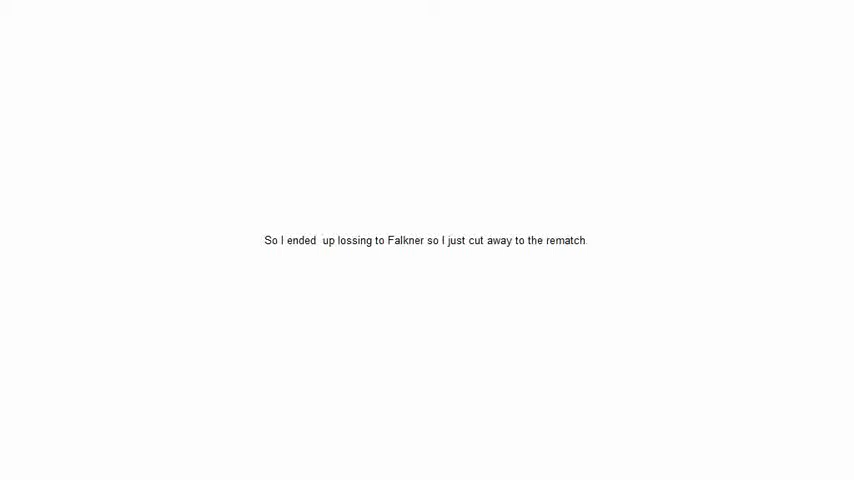 So I ended  up lossing to Falkner so I just cut away to the rematch